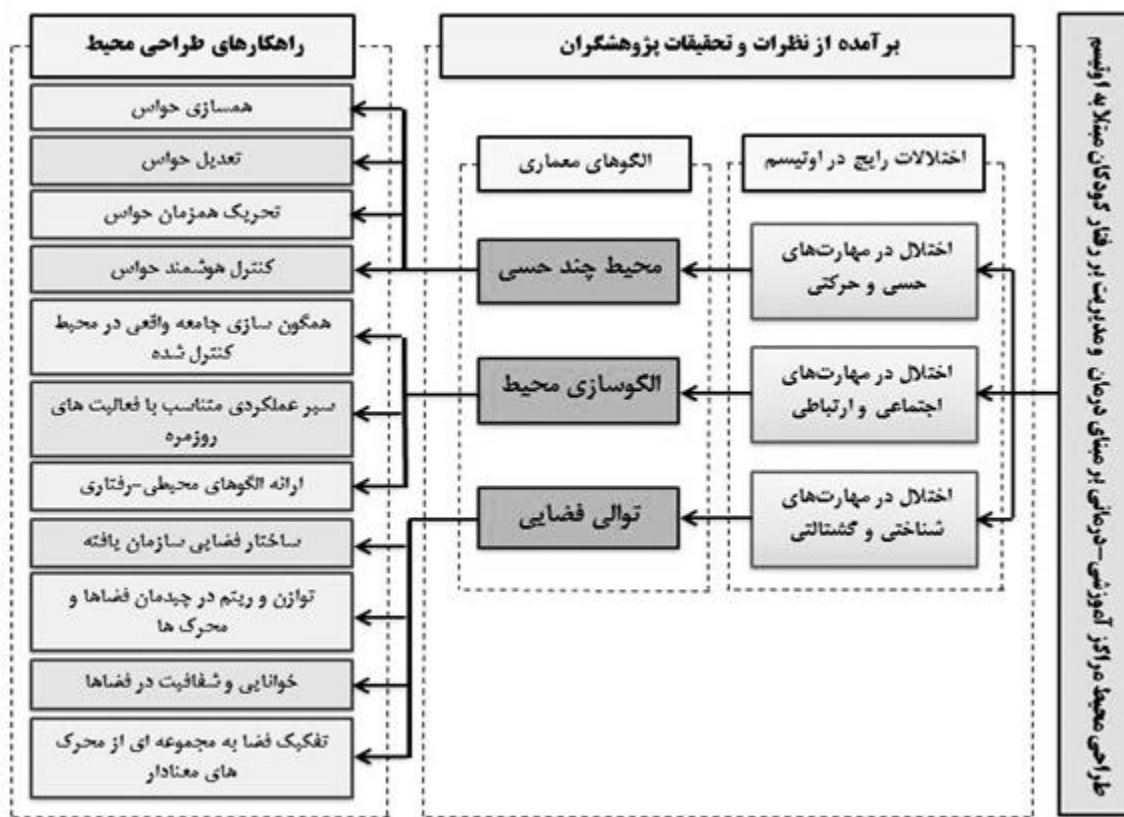 طراحی محیط مراکز آموزشی-درمانی بر مبنای درمان و مدیریت بر رفتار کودکان مبتلا به اوتیسم
بر آمده از نظرات و تحقیقات پژوهشگران
اختلالات رایج در اوتیسم
اختلال در مهارت‌های
حسی و حرکتی
اختلال در مهارت‌های
اجتماعی و ارتباطی
اختلال در مهارت‌های
شناختی و گشتالتی
الگوهای معماری
محیط چند حسی
الگوسازی محیط
توالی فضایی
راهکارهای طراحی محیط
همسازی حواس
تعدیل حواس
تحریک همزمان حواس
کنترل هوشمند حواس
همگون سازی جامعه واقعی در محیط
کنترل شده
سیر عملکردی متناسب با فعالیت های
روزمره
ارائه الگوهای محیطی-رفتاری
ساختار فضایی سازمان یافته
توازن و ریتم در چیدمان فضاها و
محرک ها
خوانایی و شفافیت در فضاها
تفکیک فضا به مجموعه ای از محرک
های معنادار